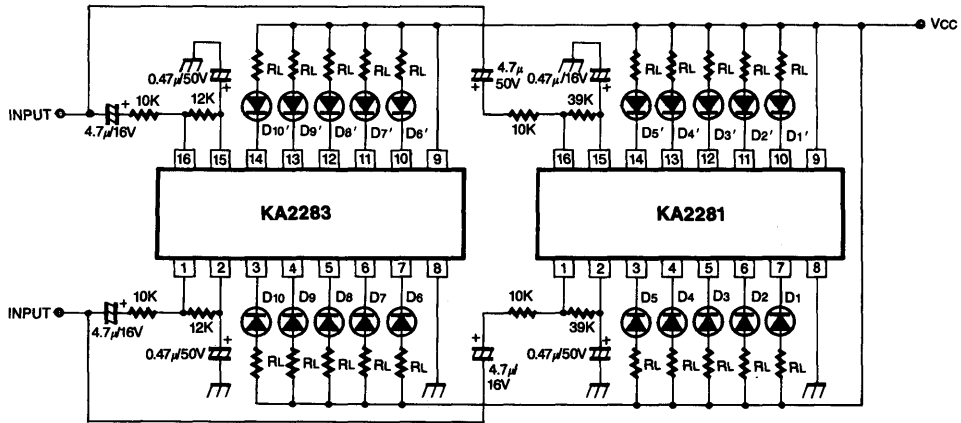 VCC
RL RL RL RL RL
4.7μ 50V
0.47μ/50V
0.47μ/16V
RL RL RL RL RL
INPUT
4.7μ/16V
10K
12K
D10' D9' D8' D7' D6'
10K
39K
D5' D4' D3' D2' D1'
16 15 14 13 12 11 10 9
16 15 14 13 12 11 10 9
KA2283
KA2281
1 2 3 4 5 6 7 8
1 2 3 4 5 6 7 8
INPUT
4.7μ/16V
10K
12K
D10 D9 D8 D7 D6
10K
39K
D5 D4 D3 D2 D1
0.47μ/50V
RL RL RL RL RL
4.7μ/ 16V
0.47μ/50V
RL RL RL RL RL